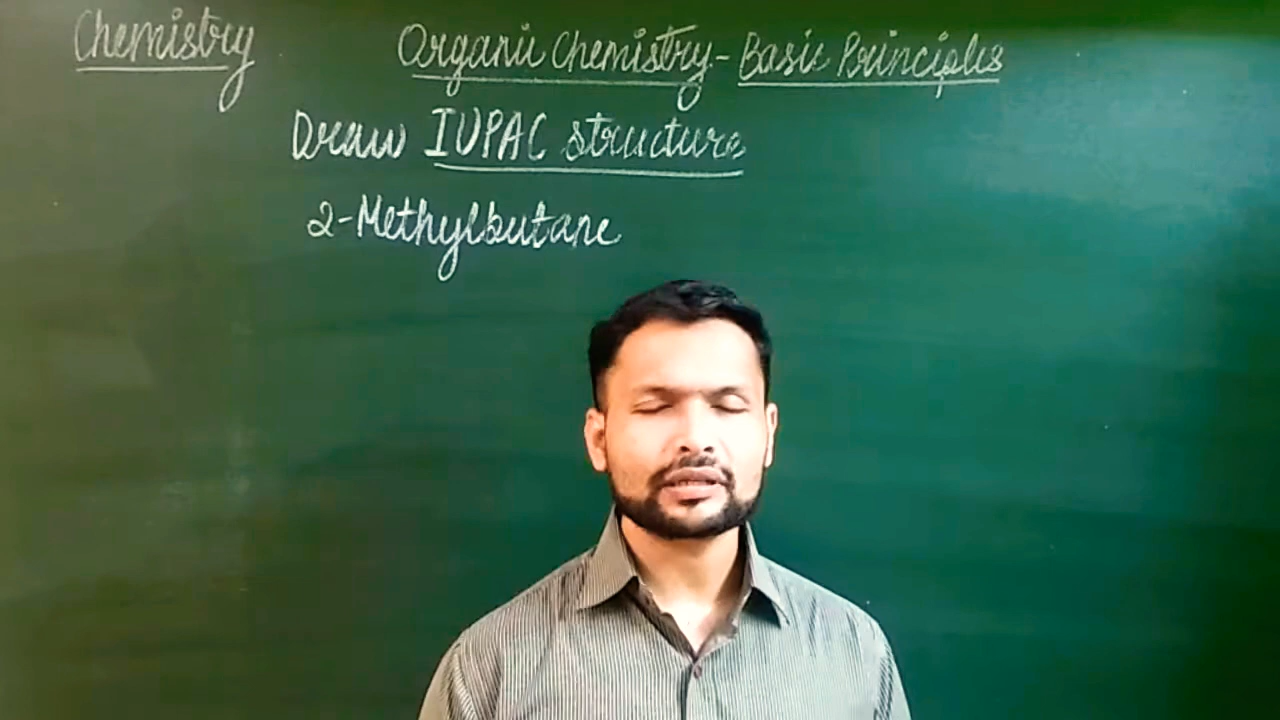 Chemistry
Organic Chemistry - Basic Principles
Draw IUPAC structure
2-Methylbutane